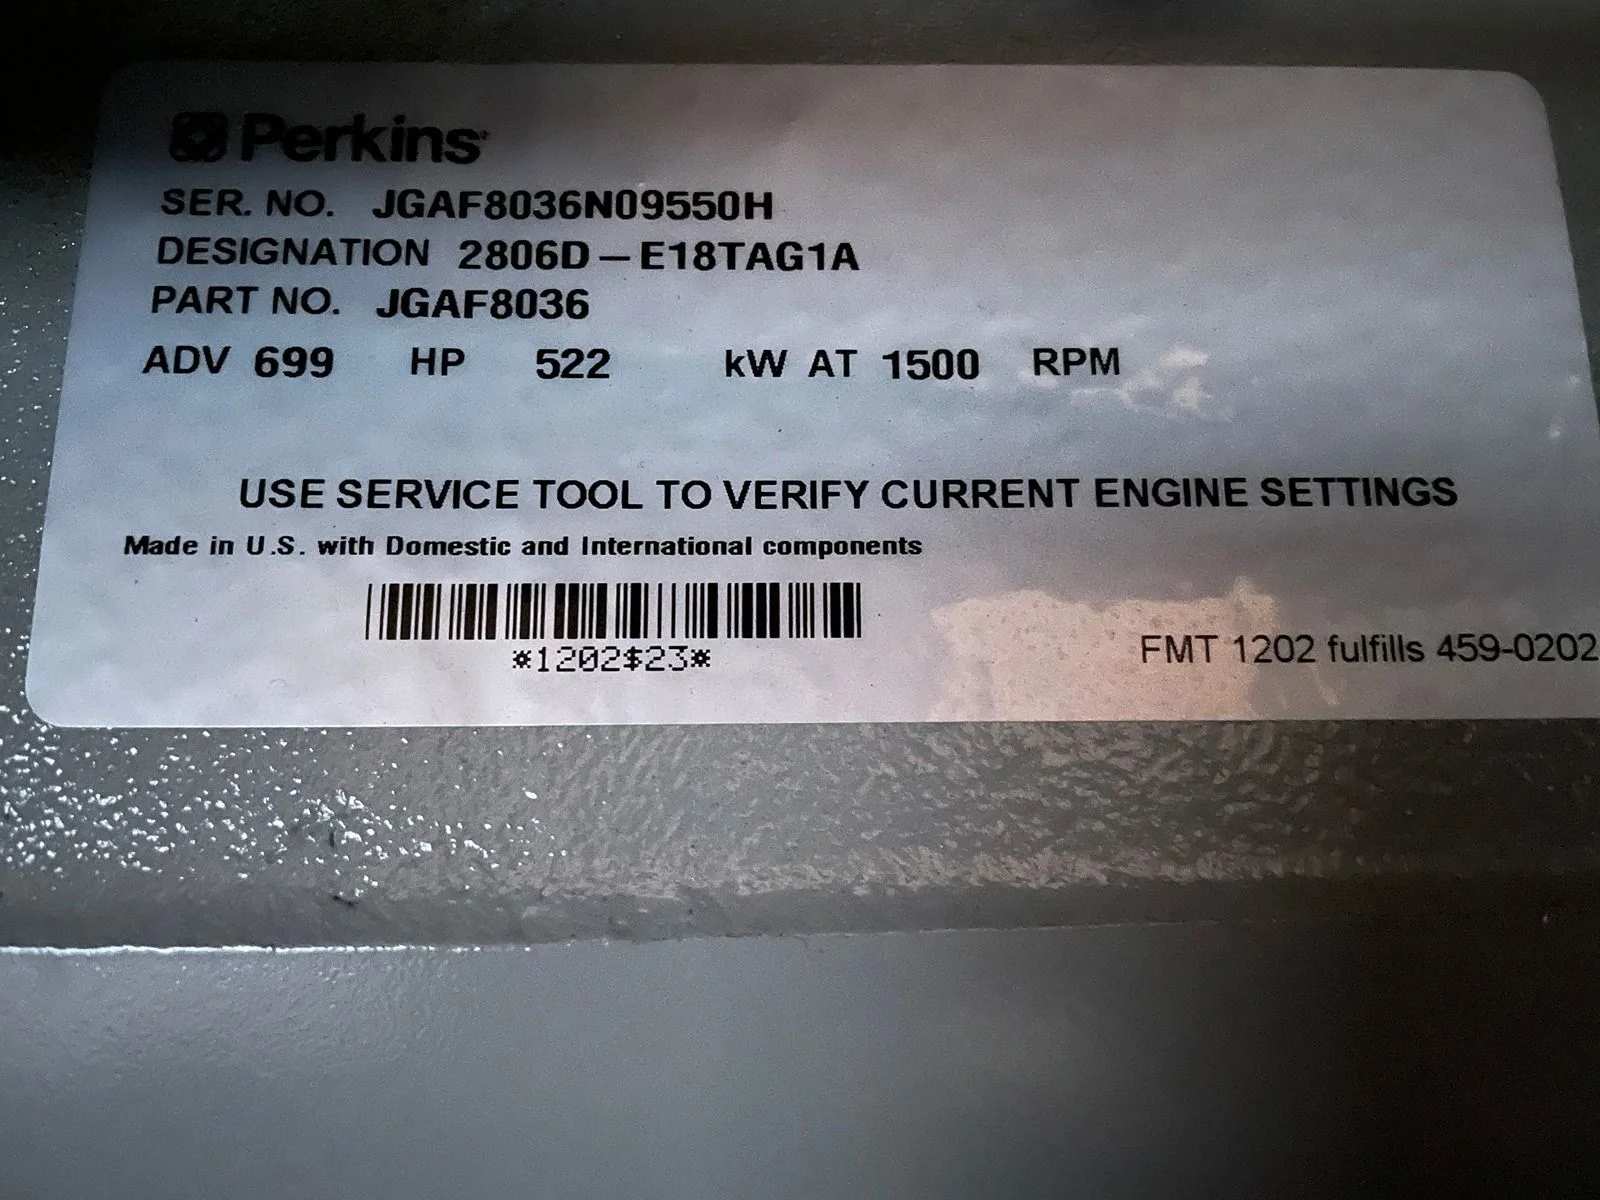 Perkins
SER. NO. JGAF8036N09550H
DESIGNATION 2806D-E18TAG1A
PART NO. JGAF8036
ADV 699 HP 522 kW AT 1500 RPM
USE SERVICE TOOL TO VERIFY CURRENT ENGINE SETTINGS
Made in U.S. with Domestic and International components
*1202$23*
FMT 1202 fulfills 459-0202